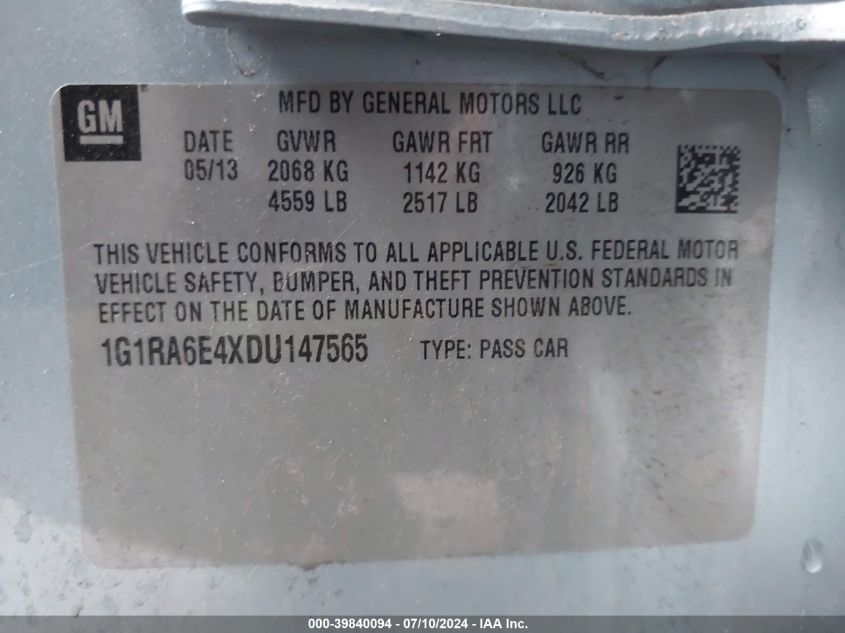 GM
MFD BY GENERAL MOTORS LLC
DATE GVWR GAWR FRT GAWR RR
05/13 2068 KG 1142 KG 926 KG
4559 LB 2517 LB 2042 LB
THIS VEHICLE CONFORMS TO ALL APPLICABLE U.S. FEDERAL MOTOR
VEHICLE SAFETY, BUMPER, AND THEFT PREVENTION STANDARDS IN
EFFECT ON THE DATE OF MANUFACTURE SHOWN ABOVE.
1G1RA6E4XDU147565 TYPE: PASS CAR
000-39840094 - 07/10/2024 - IAA Inc.